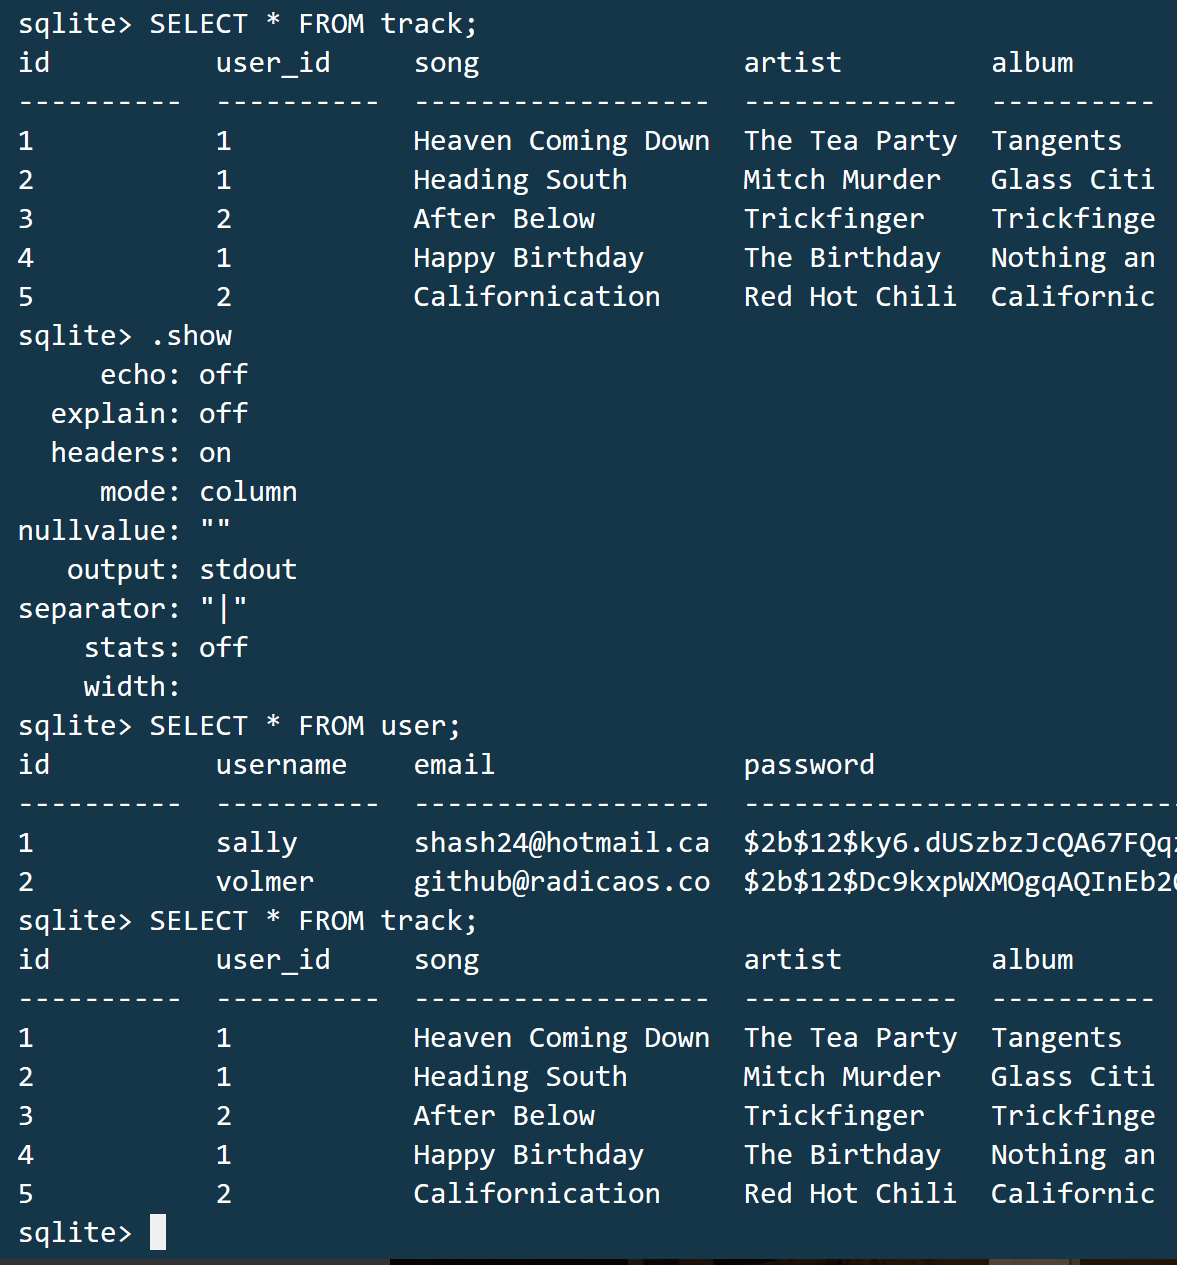 sqlite> SELECT * FROM track;
id          user_id     song                artist         album
----------  ----------  ------------------  -------------  ----------
1           1           Heaven Coming Down  The Tea Party  Tangents
2           1           Heading South       Mitch Murder   Glass Citi
3           2           After Below         Trickfinger    Trickfinge
4           1           Happy Birthday      The Birthday   Nothing an
5           2           Californication     Red Hot Chili  Californic
sqlite> .show
     echo: off
  explain: off
  headers: on
     mode: column
nullvalue: ""
   output: stdout
separator: "|"
    stats: off
    width:
sqlite> SELECT * FROM user;
id          username    email               password
----------  ----------  ------------------  ---------------------------
1           sally       shash24@hotmail.ca  $2b$12$ky6.dUSzbzJcQA67FQqz
2           volmer      github@radicaos.co  $2b$12$Dc9kxpWXMOgqAQInEb2
sqlite> SELECT * FROM track;
id          user_id     song                artist         album
----------  ----------  ------------------  -------------  ----------
1           1           Heaven Coming Down  The Tea Party  Tangents
2           1           Heading South       Mitch Murder   Glass Citi
3           2           After Below         Trickfinger    Trickfinge
4           1           Happy Birthday      The Birthday   Nothing an
5           2           Californication     Red Hot Chili  Californic
sqlite>